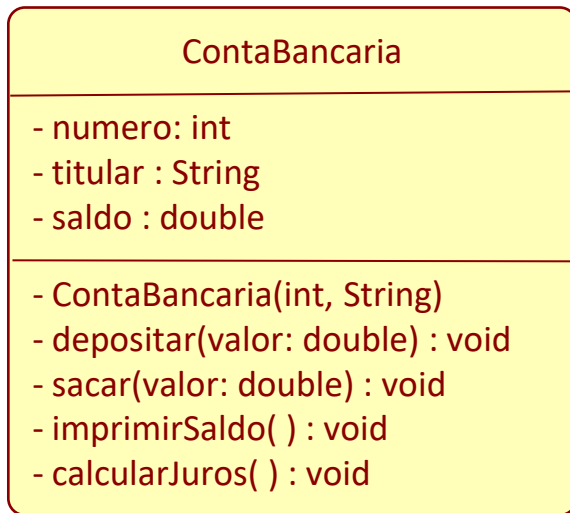 ContaBancaria
- numero: int
- titular : String
- saldo : double
- ContaBancaria(int, String)
- depositar(valor: double) : void
- sacar(valor: double) : void
- imprimirSaldo( ) : void
- calcularJuros( ) : void